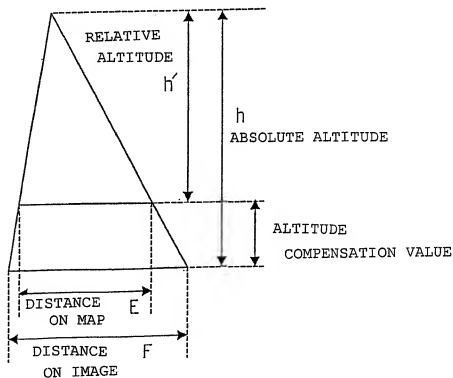 RELATIVE
ALTITUDE
h′
h
ABSOLUTE ALTITUDE
ALTITUDE
COMPENSATION VALUE
DISTANCE E
ON MAP
DISTANCE F
ON IMAGE